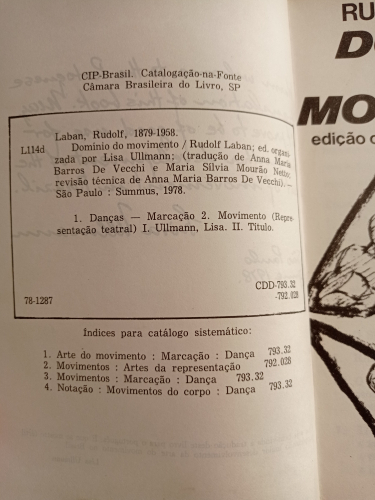 CIP-Brasil. Catalogação-na-Fonte
Câmara Brasileira do Livro, SP
Laban, Rudolf, 1879-1958.
L114d Domínio do movimento / Rudolf Laban; ed. organi-
zada por Lisa Ullmann: (tradução de Anna Maria
Barros De Vecchi e Maria Sílvia Mourão Netto;
revisão técnica de Anna Maria Barros De Vecchi). —
São Paulo : Summus, 1978.
1. Danças — Marcação 2. Movimento (Repre-
sentação teatral) I. Ullmann, Lisa. II. Título.
CDD-793.32
78-1287 -792.028
Índices para catálogo sistemático:
1. Arte do movimento : Marcação : Dança 793.32
2. Movimentos : Artes da representação 792.028
3. Movimentos : Marcação : Dança 793.32
4. Notação : Movimentos do corpo : Dança 793.32
RU
DO
MO
edição o